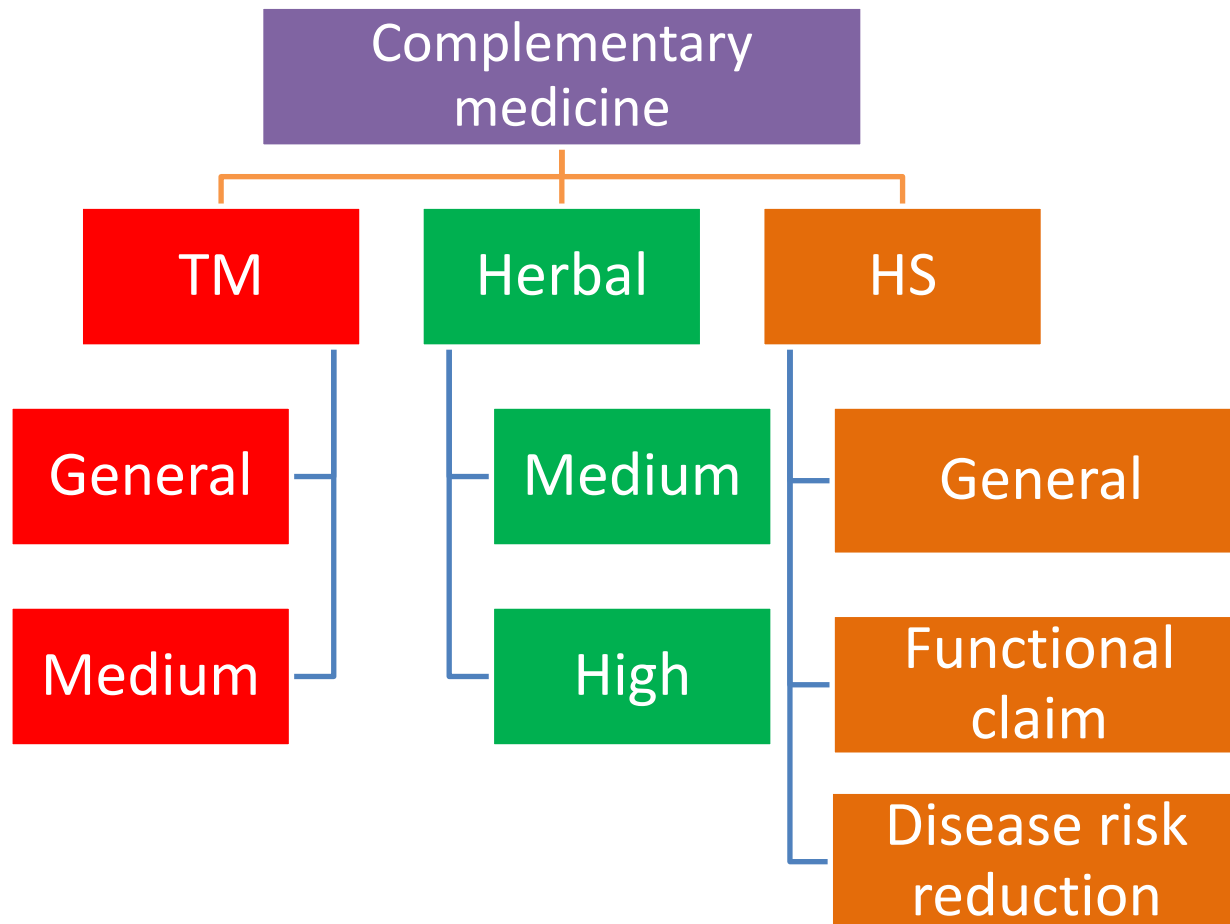 Complementary
medicine
TM
Herbal
HS
General
Medium
General
Medium
High
Functional
claim
Disease risk
reduction